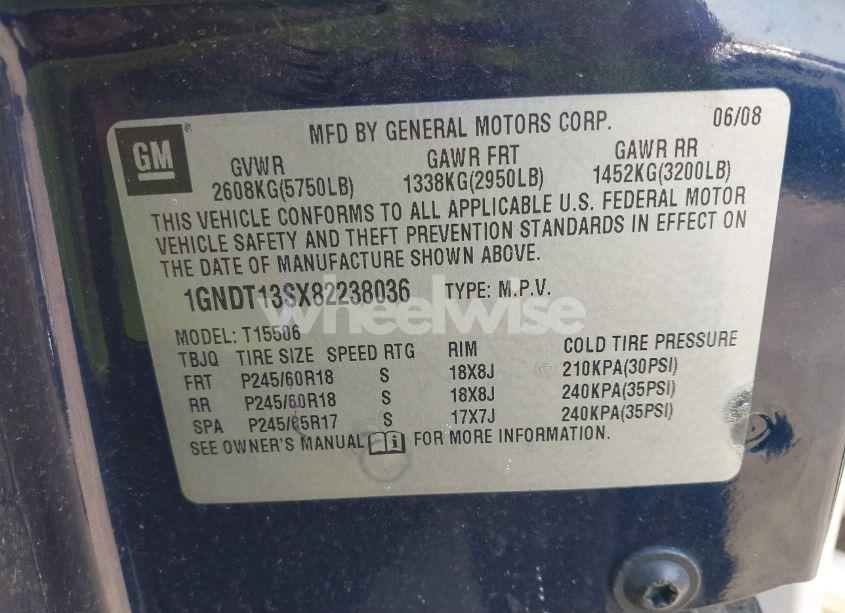 GM
MFD BY GENERAL MOTORS CORP. 06/08
GVWR GAWR FRT GAWR RR
2608KG(5750LB) 1338KG(2950LB) 1452KG(3200LB)
THIS VEHICLE CONFORMS TO ALL APPLICABLE U.S. FEDERAL MOTOR
VEHICLE SAFETY AND THEFT PREVENTION STANDARDS IN EFFECT ON
THE DATE OF MANUFACTURE SHOWN ABOVE.
1GNDT13SX82238036 TYPE: M.P.V.
wheelwise
MODEL: T15506
TBJQ TIRE SIZE SPEED RTG RIM COLD TIRE PRESSURE
FRT P245/60R18 S 18X8J 210KPA(30PSI)
RR P245/60R18 S 18X8J 240KPA(35PSI)
SPA P245/65R17 S 17X7J 240KPA(35PSI)
SEE OWNER'S MANUAL FOR MORE INFORMATION.